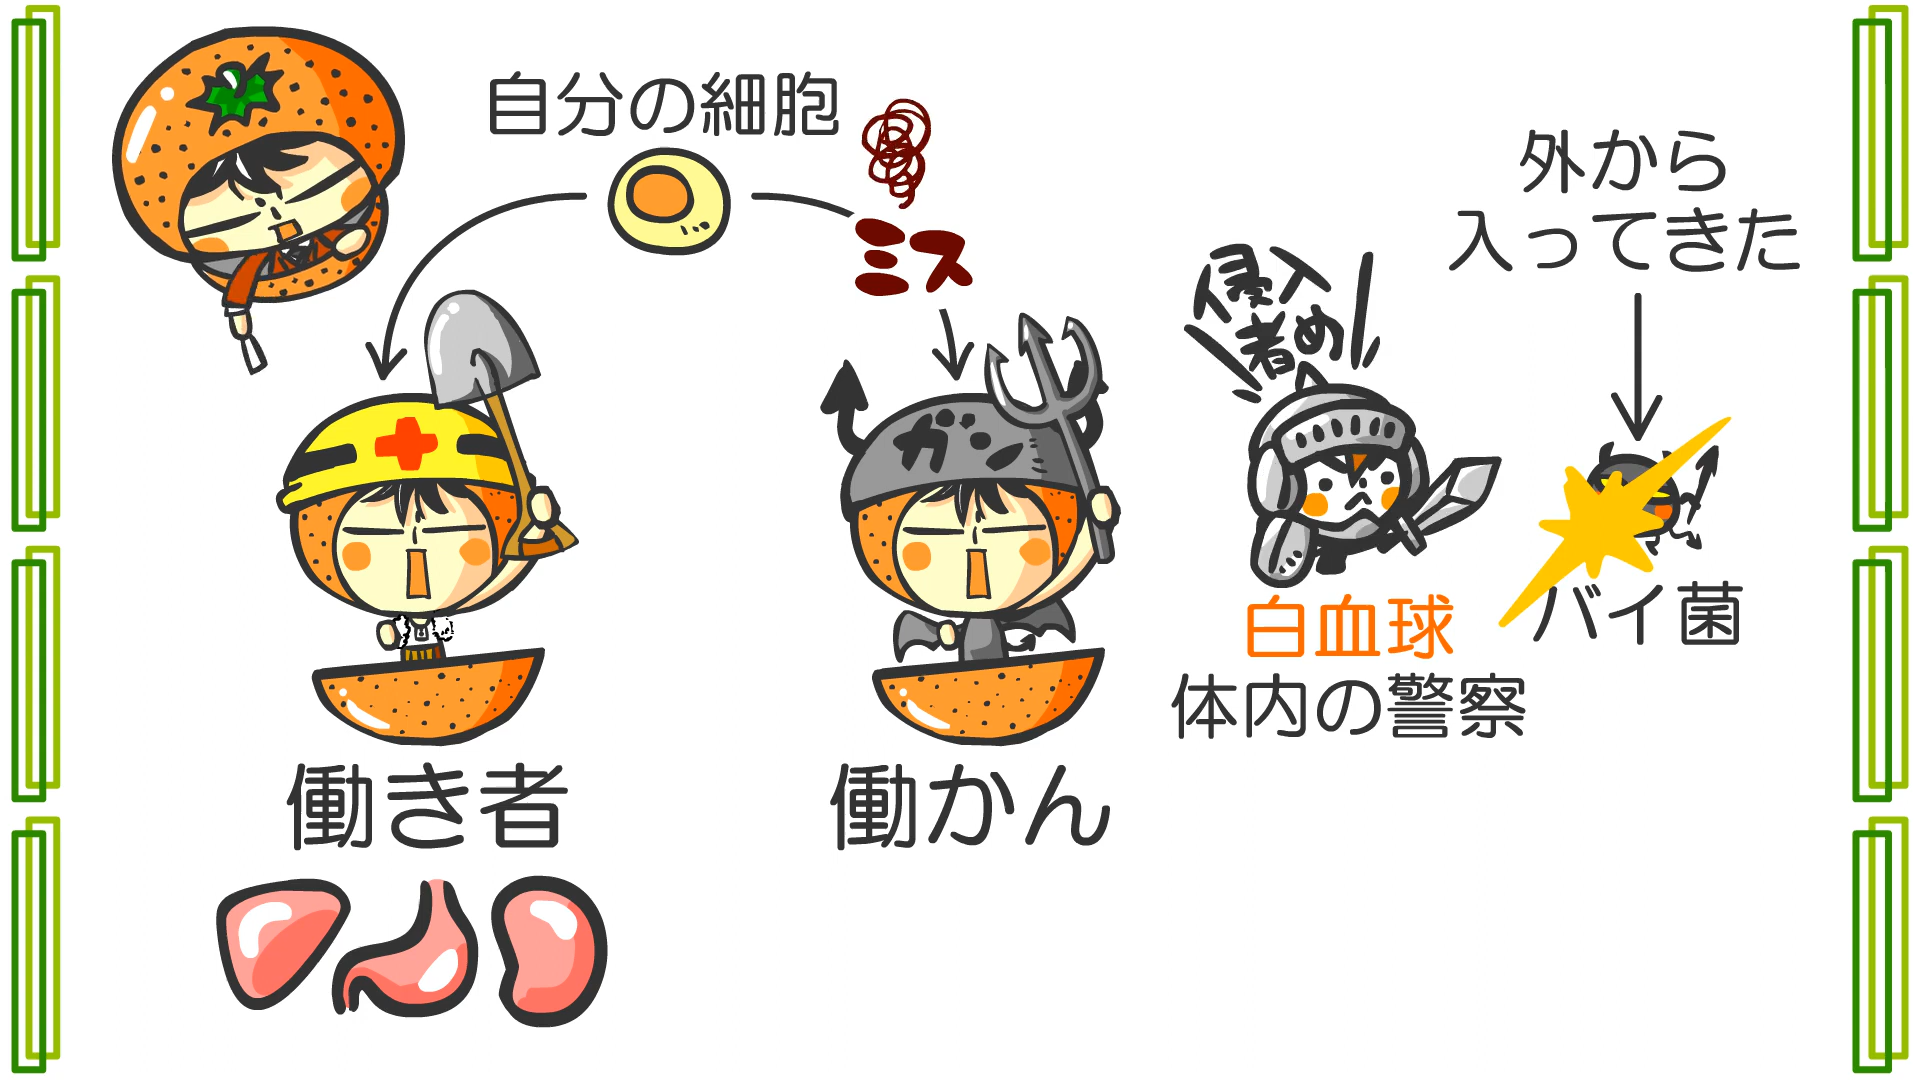 自分の細胞
ミス
ガン
働き者
働かん
侵入
者め
白血球
体内の警察
外から
入ってきた
バイ菌